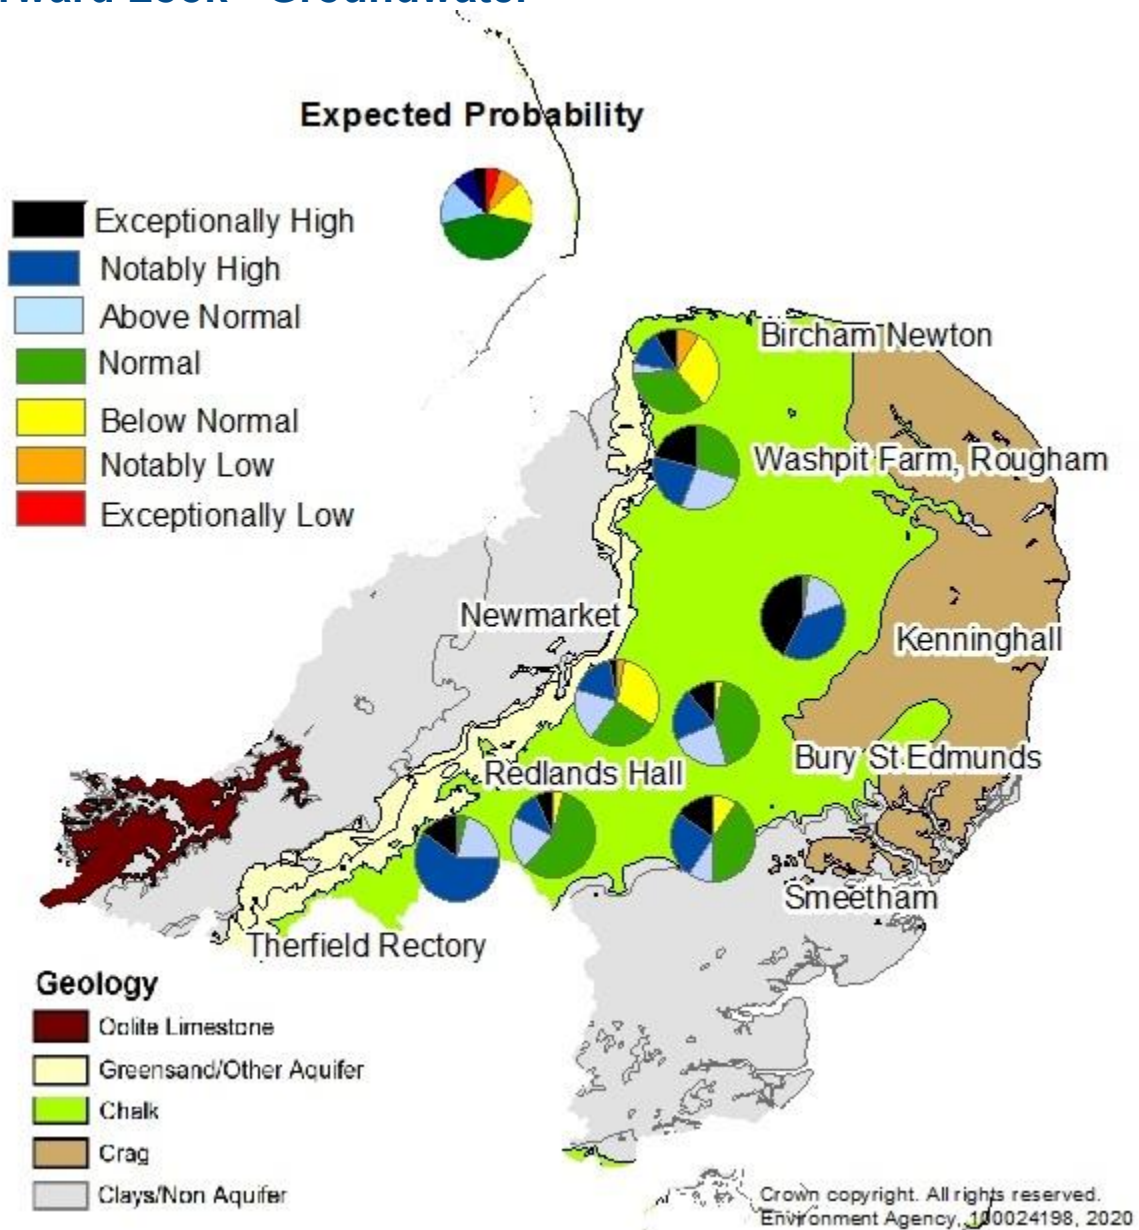 Look - Groundwater
Expected Probability
Exceptionally High
Notably High
Above Normal
Normal
Below Normal
Notably Low
Exceptionally Low
Bircham Newton
Washpit Farm, Rougham
Newmarket
Kenninghall
Bury St.Edmunds
Redlands Hall
Smeetham
Therfield Rectory
Geology
Oolite Limestone
Greensand/Other Aquifer
Chalk
Crag
Clays/Non Aquifer
Crown copyright. All rights reserved.
Environment Agency, 100024198, 2020